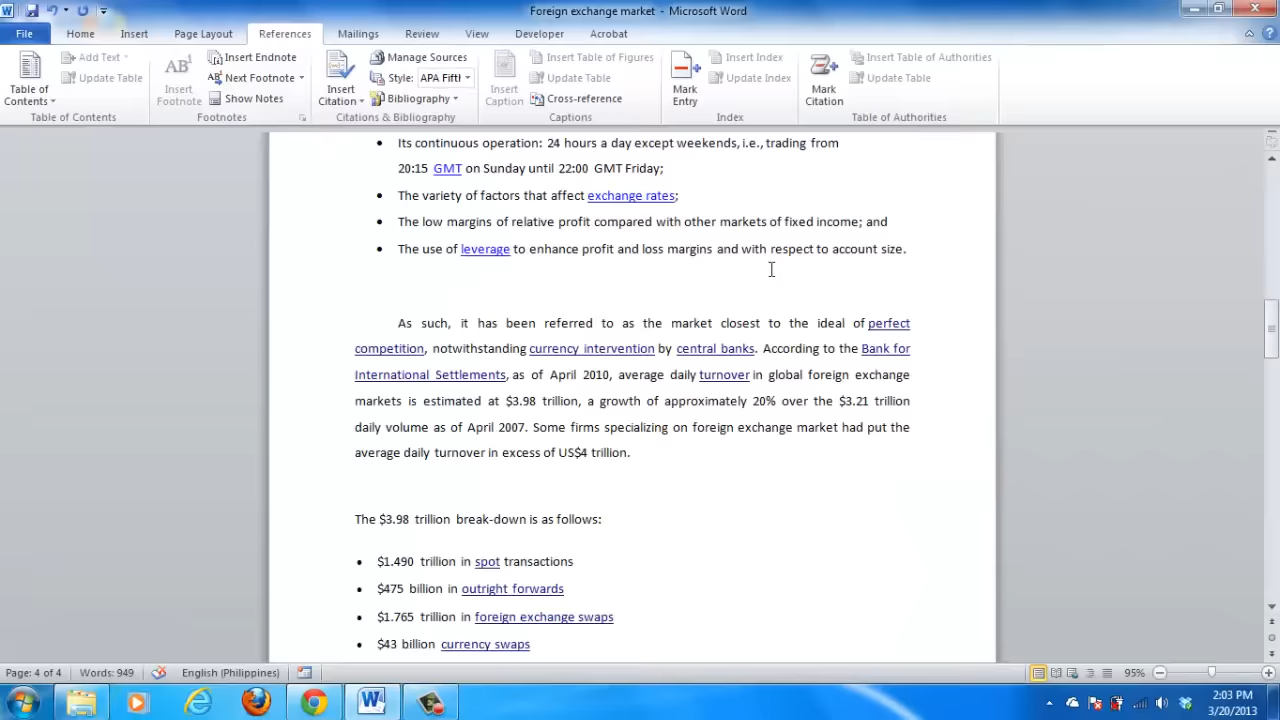 Foreign exchange market - Microsoft Word
File Home Insert Page Layout References Mailings Review View Developer Acrobat
Table of Contents
Add Text
Update Table
Table of Contents
AB¹
Insert Footnote
Insert Endnote
Next Footnote
Show Notes
Footnotes
Insert Citation
Manage Sources
Style: APA Fift
Bibliography
Citations & Bibliography
Insert Caption
Insert Table of Figures
Update Table
Cross-reference
Captions
Mark Entry
Insert Index
Update Index
Index
Mark Citation
Insert Table of Authorities
Update Table
Table of Authorities
• Its continuous operation: 24 hours a day except weekends, i.e., trading from
20:15 GMT on Sunday until 22:00 GMT Friday;
• The variety of factors that affect exchange rates;
• The low margins of relative profit compared with other markets of fixed income; and
• The use of leverage to enhance profit and loss margins and with respect to account size.
As such, it has been referred to as the market closest to the ideal of perfect
competition, notwithstanding currency intervention by central banks. According to the Bank for
International Settlements, as of April 2010, average daily turnover in global foreign exchange
markets is estimated at $3.98 trillion, a growth of approximately 20% over the $3.21 trillion
daily volume as of April 2007. Some firms specializing on foreign exchange market had put the
average daily turnover in excess of US$4 trillion.
The $3.98 trillion break-down is as follows:
• $1.490 trillion in spot transactions
• $475 billion in outright forwards
• $1.765 trillion in foreign exchange swaps
• $43 billion currency swaps
Page: 4 of 4 Words: 949 English (Philippines) 95%
2:03 PM
3/20/2013